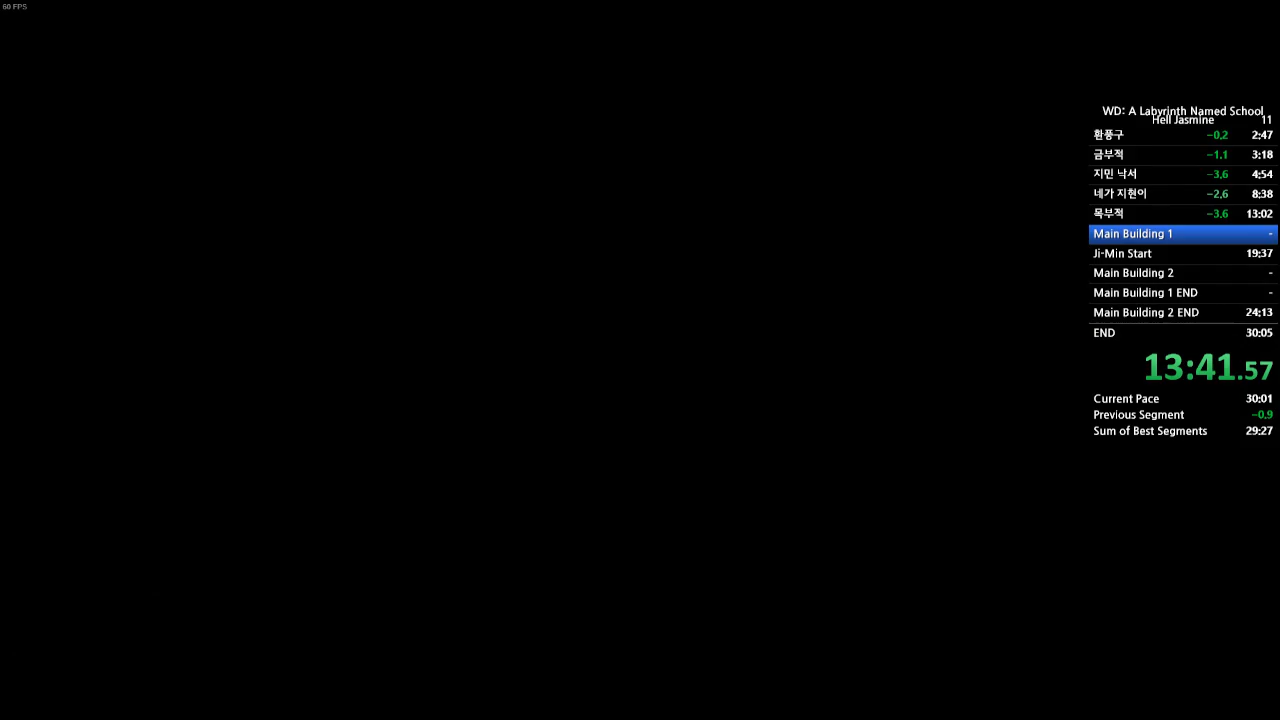 60 FPS
WD: A Labyrinth Named School
Hell Jasmine 11
환풍구 -0.2 2:47
금부적 -1.1 3:18
지민 낙서 -3.6 4:54
네가 지현이 -2.6 8:38
목부적 -3.6 13:02
Main Building 1 -
Ji-Min Start 19:37
Main Building 2 -
Main Building 1 END -
Main Building 2 END 24:13
END 30:05
13:41.57
Current Pace 30:01
Previous Segment -0.9
Sum of Best Segments 29:27